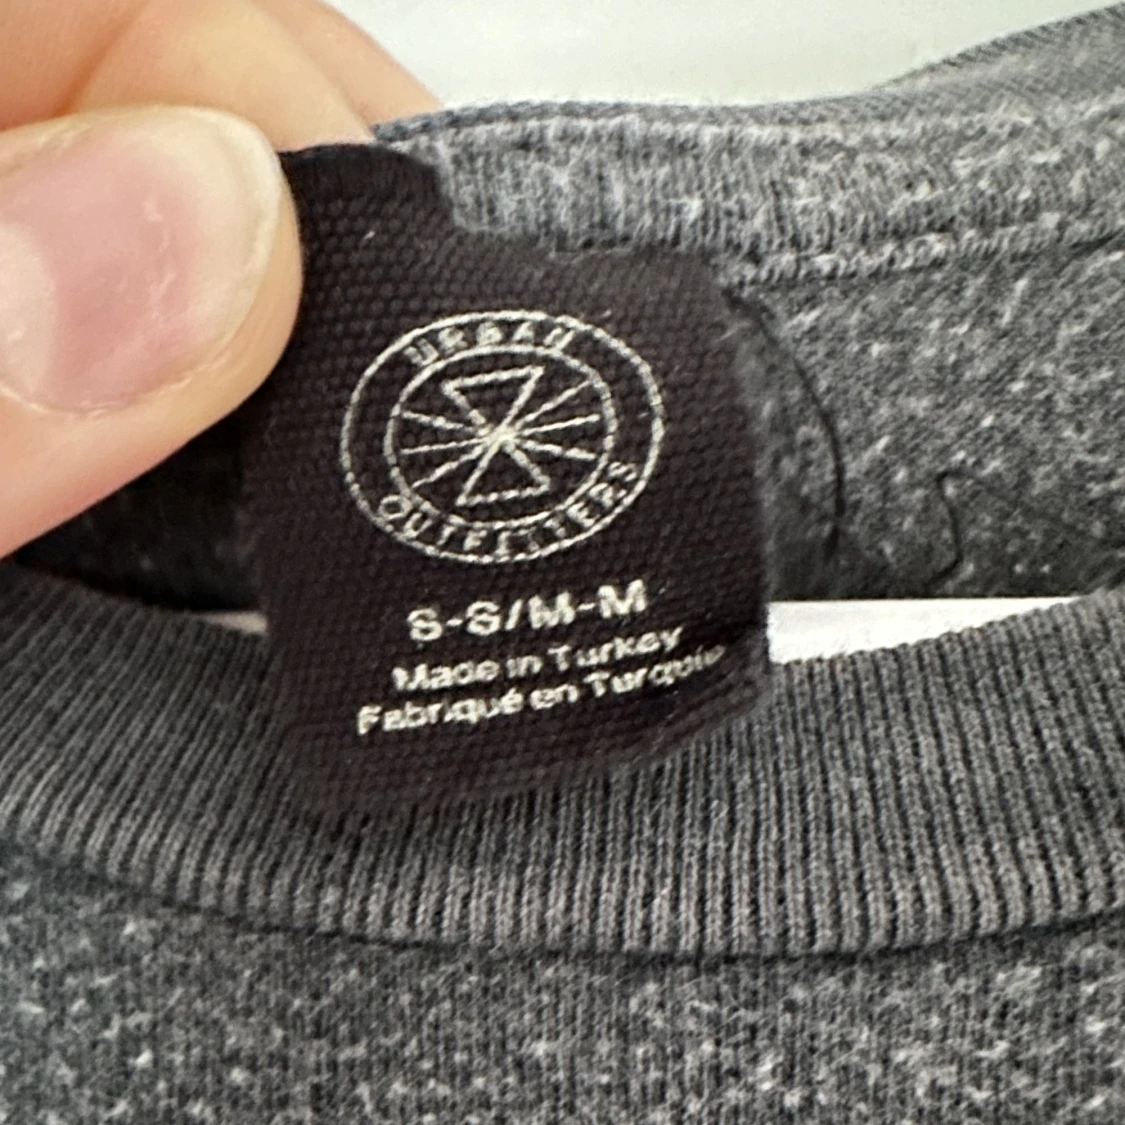 URBAN
OUTFITTERS
S-S/M-M
Made in Turkey
Fabriqué en Turquie